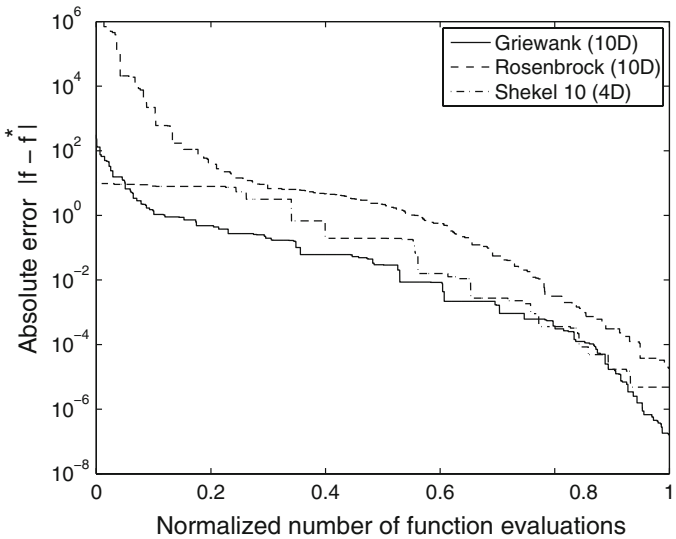 10^6
10^4
10^2
10^0
10^−2
10^−4
10^−6
10^−8
Absolute error |f − f^*|
Griewank (10D)
Rosenbrock (10D)
Shekel 10 (4D)
0 0.2 0.4 0.6 0.8 1
Normalized number of function evaluations